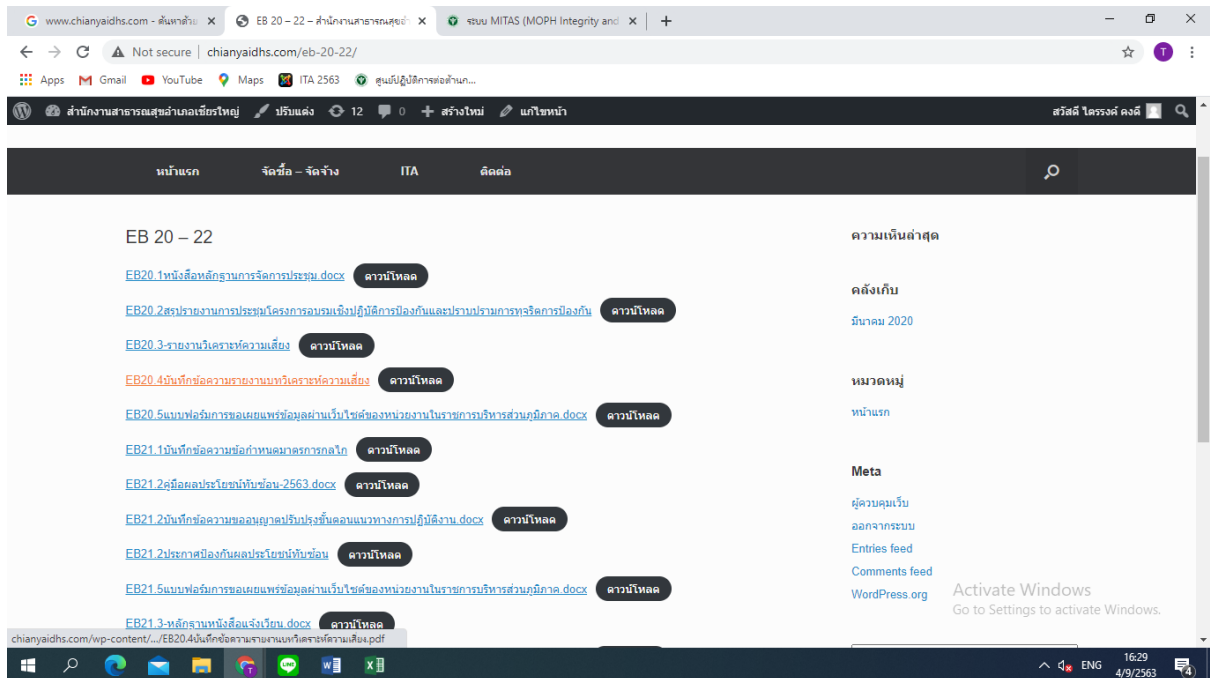 www.chianyaidhs.com - ค้นหาด้วย
EB 20 – 22 – สำนักงานสาธารณสุขอำ
ระบบ MITAS (MOPH Integrity and
Not secure | chianyaidhs.com/eb-20-22/
Apps Gmail YouTube Maps ITA 2563 ศูนย์ปฏิบัติการต่อต้านก...
สำนักงานสาธารณสุขอำเภอเชียรใหญ่ ปรับแต่ง 12 0 สร้างใหม่ แก้ไขหน้า สวัสดี ไตรรงค์ คงดี
หน้าแรก จัดซื้อ – จัดจ้าง ITA ติดต่อ
EB 20 – 22
EB20.1หนังสือหลักฐานการจัดการประชุม.docx ดาวน์โหลด
EB20.2สรุปรายงานการประชุมโครงการอบรมเชิงปฏิบัติการป้องกันและปราบปรามการทุจริตการป้องกัน ดาวน์โหลด
EB20.3-รายงานวิเคราะห์ความเสี่ยง ดาวน์โหลด
EB20.4บันทึกข้อความรายงานบทวิเคราะห์ความเสี่ยง ดาวน์โหลด
EB20.5แบบฟอร์มการขอเผยแพร่ข้อมูลผ่านเว็บไซต์ของหน่วยงานในราชการบริหารส่วนภูมิภาค.docx ดาวน์โหลด
EB21.1บันทึกข้อความข้อกำหนดมาตรการกลไก ดาวน์โหลด
EB21.2คู่มือผลประโยชน์ทับซ้อน-2563.docx ดาวน์โหลด
EB21.2บันทึกข้อความขออนุญาตปรับปรุงขั้นตอนแนวทางการปฏิบัติงาน.docx ดาวน์โหลด
EB21.2ประกาศป้องกันผลประโยชน์ทับซ้อน ดาวน์โหลด
EB21.5แบบฟอร์มการขอเผยแพร่ข้อมูลผ่านเว็บไซต์ของหน่วยงานในราชการบริหารส่วนภูมิภาค.docx ดาวน์โหลด
EB21.3-หลักฐานหนังสือแจ้งเวียน.docx ดาวน์โหลด
ความเห็นล่าสุด
คลังเก็บ
มีนาคม 2020
หมวดหมู่
หน้าแรก
Meta
ผู้ควบคุมเว็บ
ออกจากระบบ
Entries feed
Comments feed
WordPress.org
Activate Windows
Go to Settings to activate Windows.
chianyaidhs.com/wp-content/.../EB20.4บันทึกข้อความรายงานบทวิเคราะห์ความเสี่ยง.pdf
ENG 16:29
4/9/2563